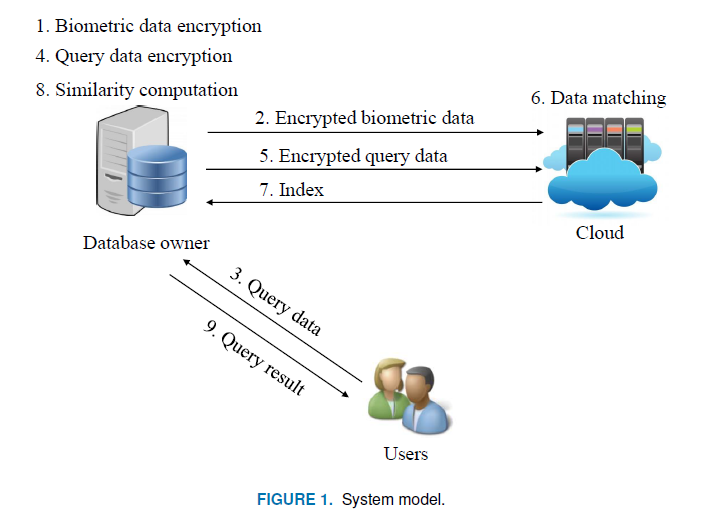 1. Biometric data encryption
4. Query data encryption
8. Similarity computation
6. Data matching
2. Encrypted biometric data
5. Encrypted query data
7. Index
Cloud
Database owner
3. Query data
9. Query result
Users
FIGURE 1. System model.